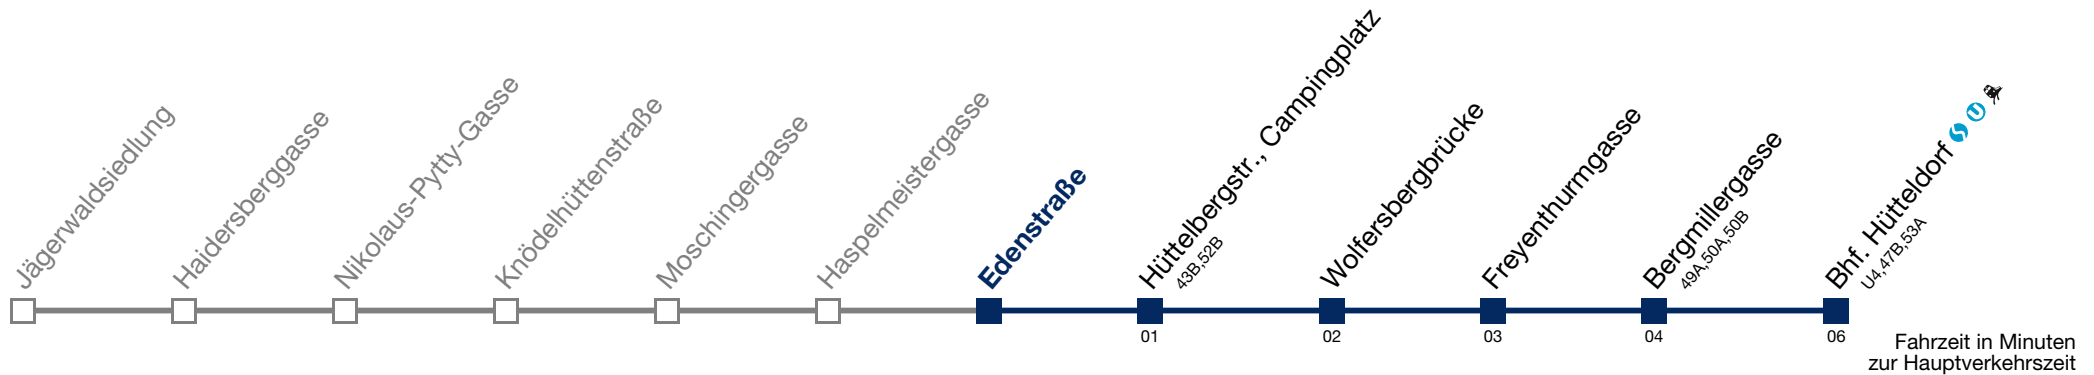 Jägerwaldsiedlung
Haidersberggasse
Nikolaus-Pytty-Gasse
Knödelhüttenstraße
Moschingergasse
Haspelmeistergasse
Edenstraße
Hüttelbergstr., Campingplatz
43B,52B
Wolfersbergbrücke
Freyenthurmgasse
Bergmillergasse
49A,50A,50B
Bhf. Hütteldorf S U
U4,47B,53A
01
02
03
04
06
Fahrzeit in Minuten
zur Hauptverkehrszeit